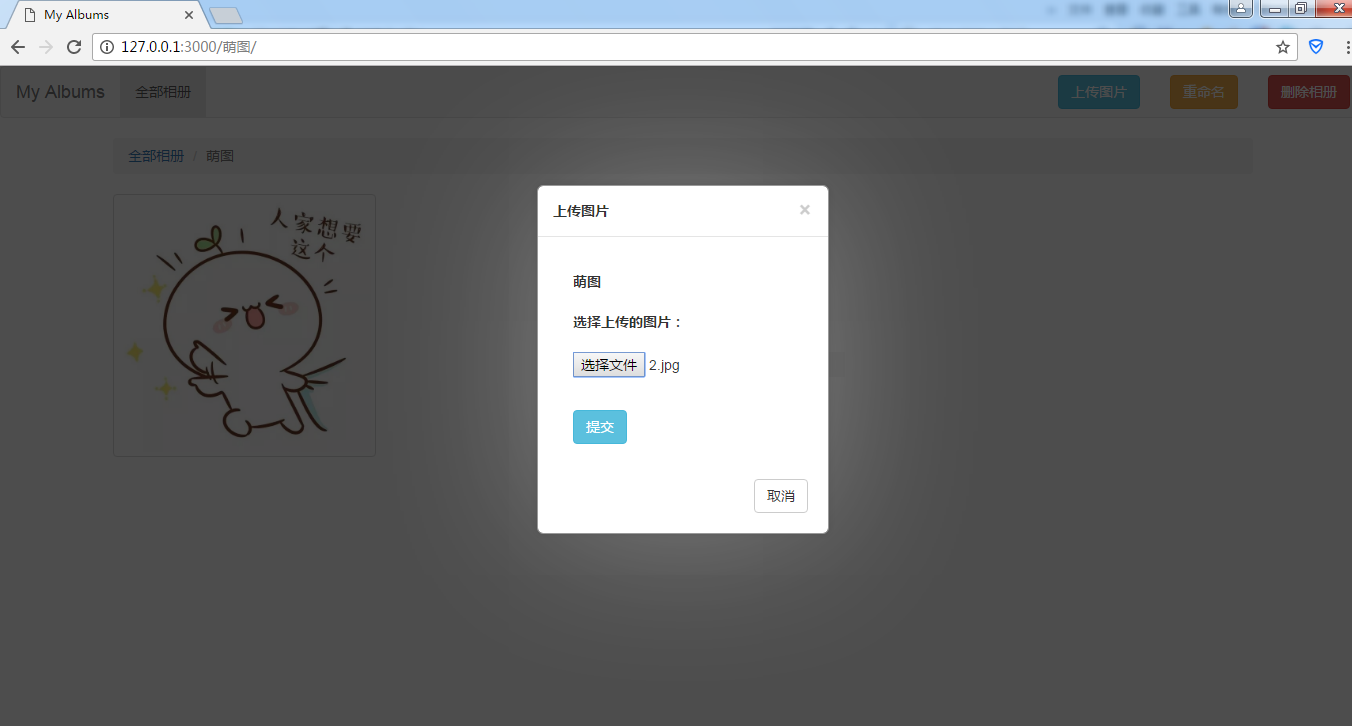 My Albums
127.0.0.1:3000/萌图/
My Albums 全部相册 上传图片 重命名 删除相册
全部相册 / 萌图
人家想要
这个
上传图片 ×
萌图
选择上传的图片：
选择文件 2.jpg
提交
取消